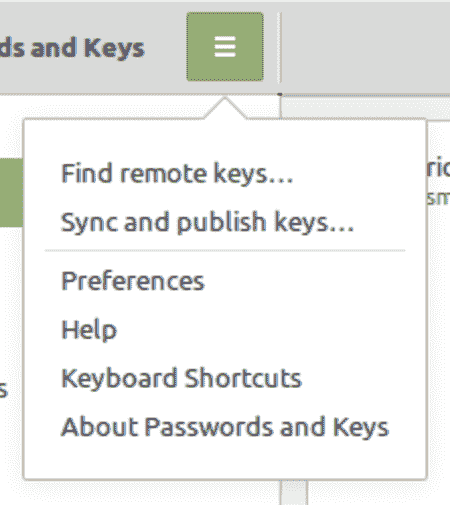 ds and Keys
Find remote keys...
Sync and publish keys...
Preferences
Help
Keyboard Shortcuts
About Passwords and Keys